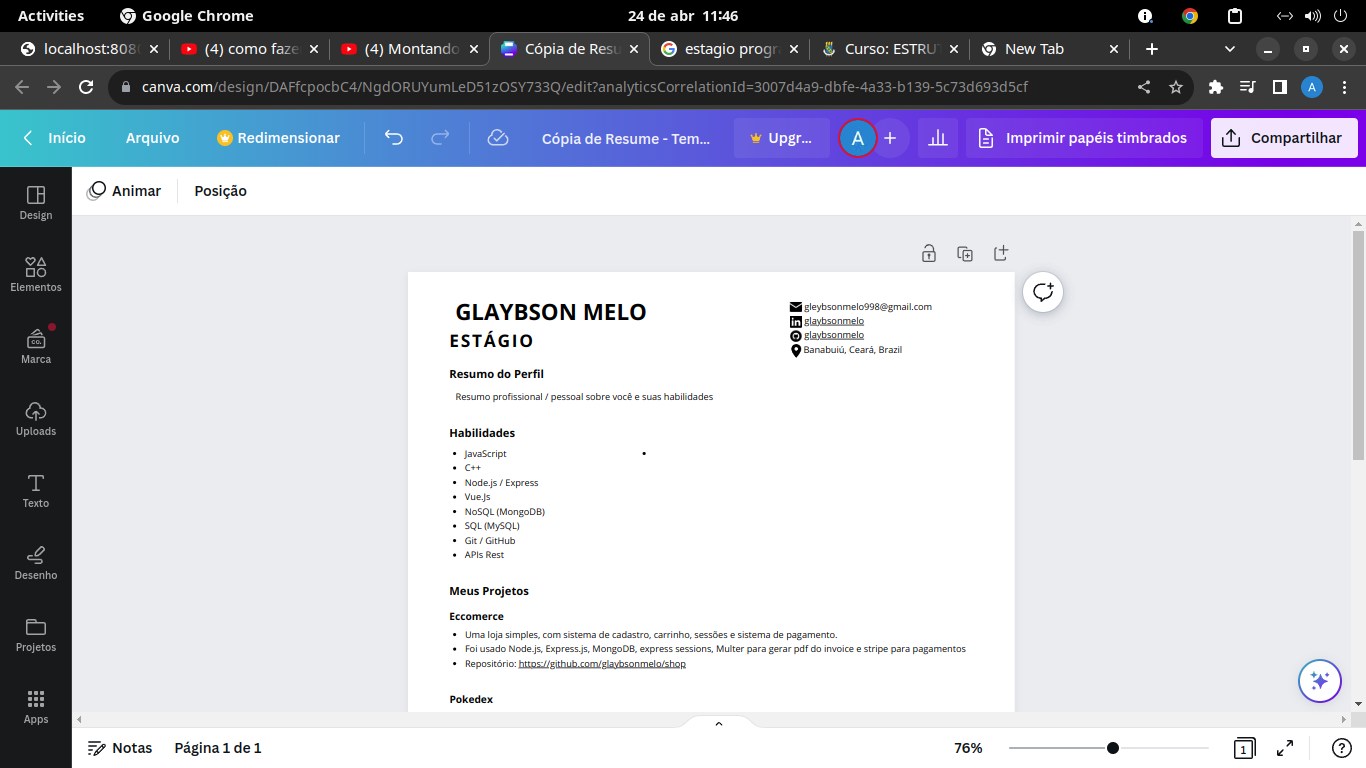 Activities
Google Chrome
24 de abr 11:46
localhost:808
(4) como faze
(4) Montando
Cópia de Resu
estagio progr
Curso: ESTRUT
New Tab
canva.com/design/DAFfcpocbC4/NgdORUYumLeD51zOSY733Q/edit?analyticsCorrelationId=3007d4a9-dbfe-4a33-b139-5c73d693d5cf
A
Início
Arquivo
Redimensionar
Cópia de Resume - Tem...
Upgr...
A
Imprimir papéis timbrados
Compartilhar
Animar
Posição
Design
Elementos
co.
Marca
Uploads
Texto
Desenho
Projetos
Apps
GLAYBSON MELO
ESTÁGIO
gleybsonmelo998@gmail.com
in glaybsonmelo
glaybsonmelo
Banabuiú, Ceará, Brazil
Resumo do Perfil
Resumo profissional / pessoal sobre você e suas habilidades
Habilidades
• JavaScript
•
• C++
• Node.js / Express
• Vue.Js
• NoSQL (MongoDB)
• SQL (MySQL)
• Git / GitHub
• APIs Rest
Meus Projetos
Eccomerce
• Uma loja simples, com sistema de cadastro, carrinho, sessões e sistema de pagamento.
• Foi usado Node.js, Express.js, MongoDB, express sessions, Multer para gerar pdf do invoice e stripe para pagamentos
• Repositório: https://github.com/glaybsonmelo/shop
Pokedex
Notas
Página 1 de 1
76%
1